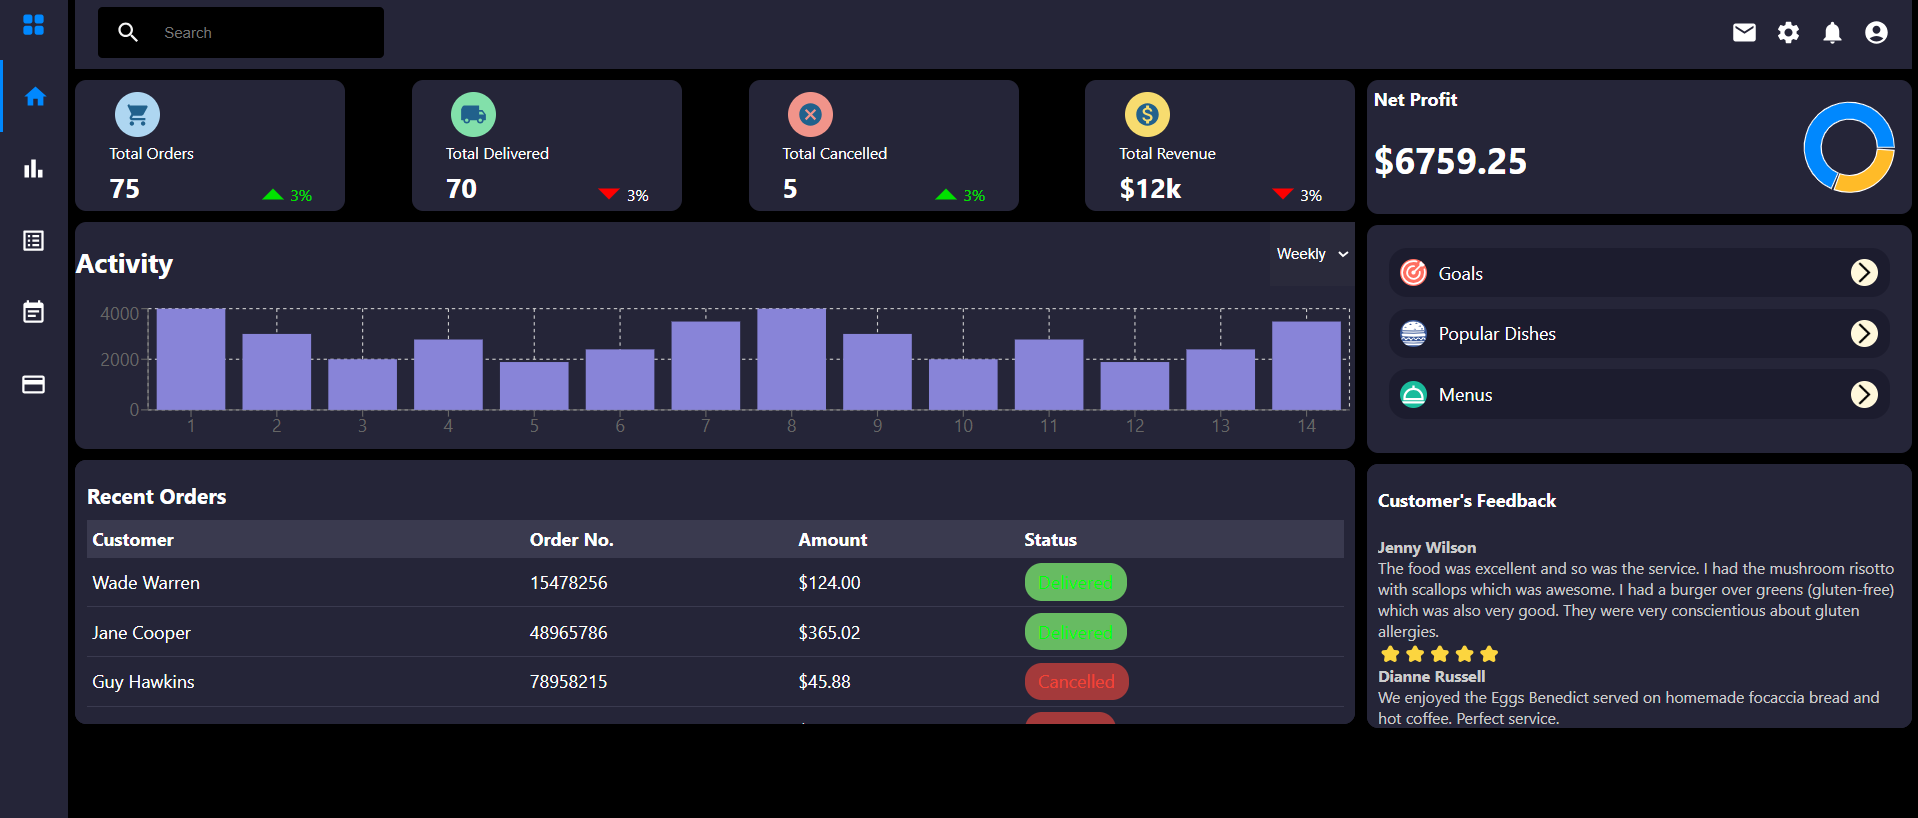 Search
Total Orders
75
3%
Total Delivered
70
3%
Total Cancelled
5
3%
Total Revenue
$12k
3%
Net Profit
$6759.25
Activity
Weekly
4000
2000
0
1 2 3 4 5 6 7 8 9 10 11 12 13 14
Goals
Popular Dishes
Menus
Recent Orders
Customer Order No. Amount Status
Wade Warren 15478256 $124.00 Delivered
Jane Cooper 48965786 $365.02 Delivered
Guy Hawkins 78958215 $45.88 Cancelled
Customer's Feedback
Jenny Wilson
The food was excellent and so was the service. I had the mushroom risotto
with scallops which was awesome. I had a burger over greens (gluten-free)
which was also very good. They were very conscientious about gluten
allergies.
Dianne Russell
We enjoyed the Eggs Benedict served on homemade focaccia bread and
hot coffee. Perfect service.